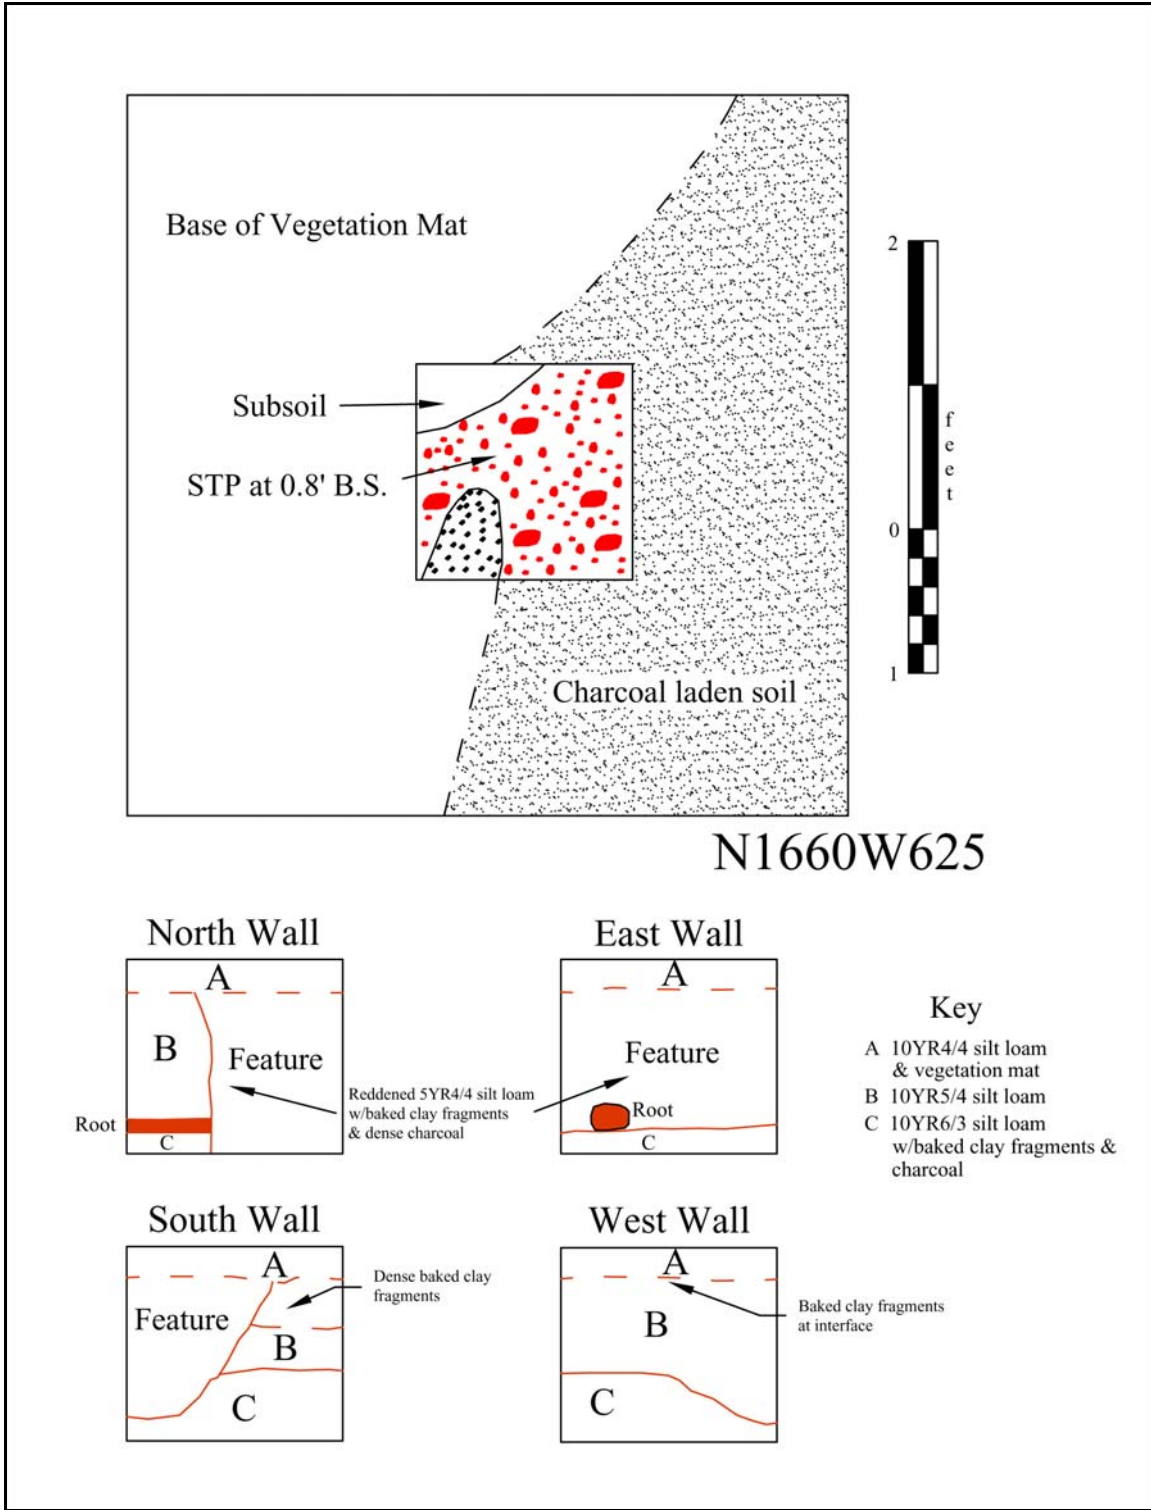 Base of Vegetation Mat
2
Subsoil
feet
STP at 0.8' B.S.
0
Charcoal laden soil
1
N1660W625
North Wall
A
B
Feature
Root
C
Reddened 5YR4/4 silt loam
w/baked clay fragments
& dense charcoal
East Wall
A
Feature
Root
C
Key
A 10YR4/4 silt loam
& vegetation mat
B 10YR5/4 silt loam
C 10YR6/3 silt loam
w/baked clay fragments &
charcoal
South Wall
A
Feature
B
C
Dense baked clay
fragments
West Wall
A
B
C
Baked clay fragments
at interface